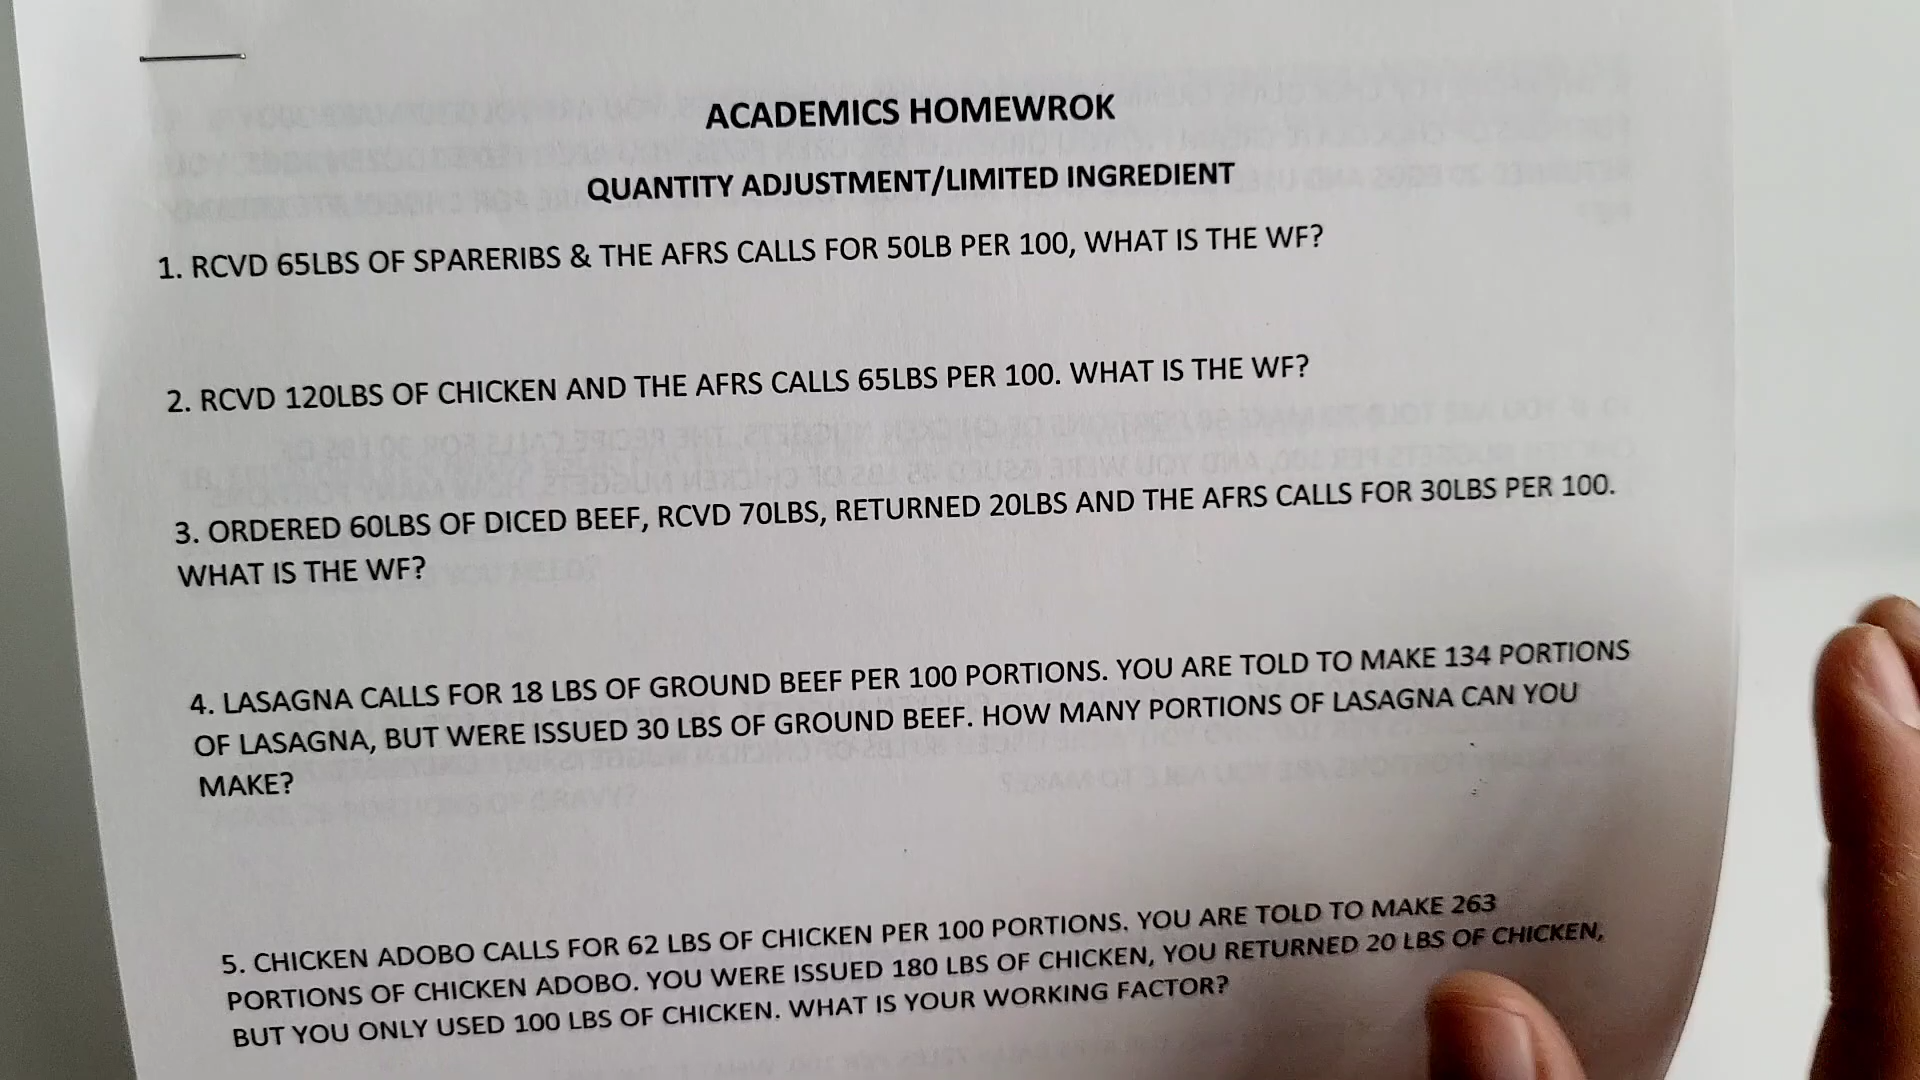 ACADEMICS HOMEWROK
QUANTITY ADJUSTMENT/LIMITED INGREDIENT
1. RCVD 65LBS OF SPARERIBS & THE AFRS CALLS FOR 50LB PER 100, WHAT IS THE WF?
2. RCVD 120LBS OF CHICKEN AND THE AFRS CALLS 65LBS PER 100. WHAT IS THE WF?
3. ORDERED 60LBS OF DICED BEEF, RCVD 70LBS, RETURNED 20LBS AND THE AFRS CALLS FOR 30LBS PER 100.
WHAT IS THE WF?
4. LASAGNA CALLS FOR 18 LBS OF GROUND BEEF PER 100 PORTIONS. YOU ARE TOLD TO MAKE 134 PORTIONS
OF LASAGNA, BUT WERE ISSUED 30 LBS OF GROUND BEEF. HOW MANY PORTIONS OF LASAGNA CAN YOU
MAKE?
5. CHICKEN ADOBO CALLS FOR 62 LBS OF CHICKEN PER 100 PORTIONS. YOU ARE TOLD TO MAKE 263
PORTIONS OF CHICKEN ADOBO. YOU WERE ISSUED 180 LBS OF CHICKEN, YOU RETURNED 20 LBS OF CHICKEN,
BUT YOU ONLY USED 100 LBS OF CHICKEN. WHAT IS YOUR WORKING FACTOR?